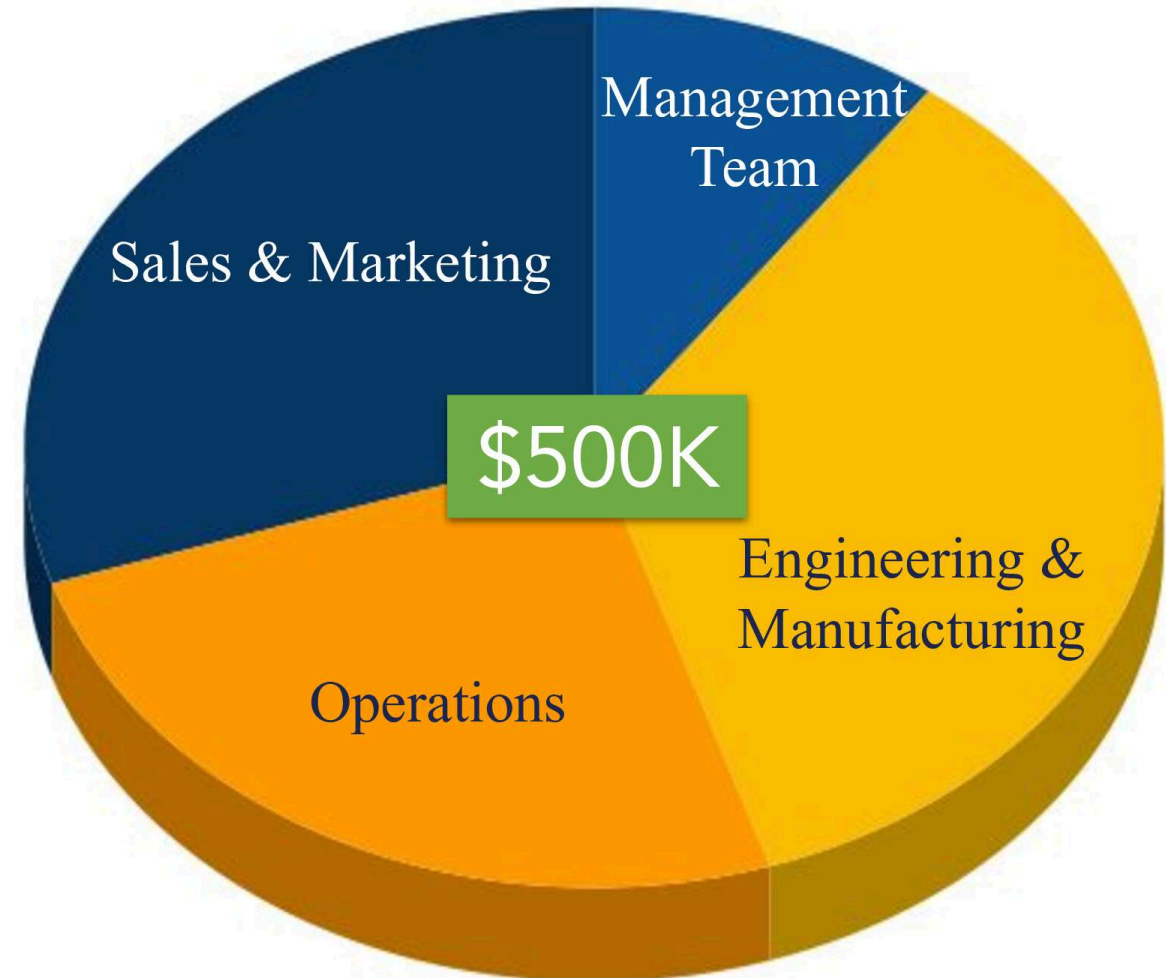 Management
Team
Sales & Marketing
$500K
Engineering &
Manufacturing
Operations